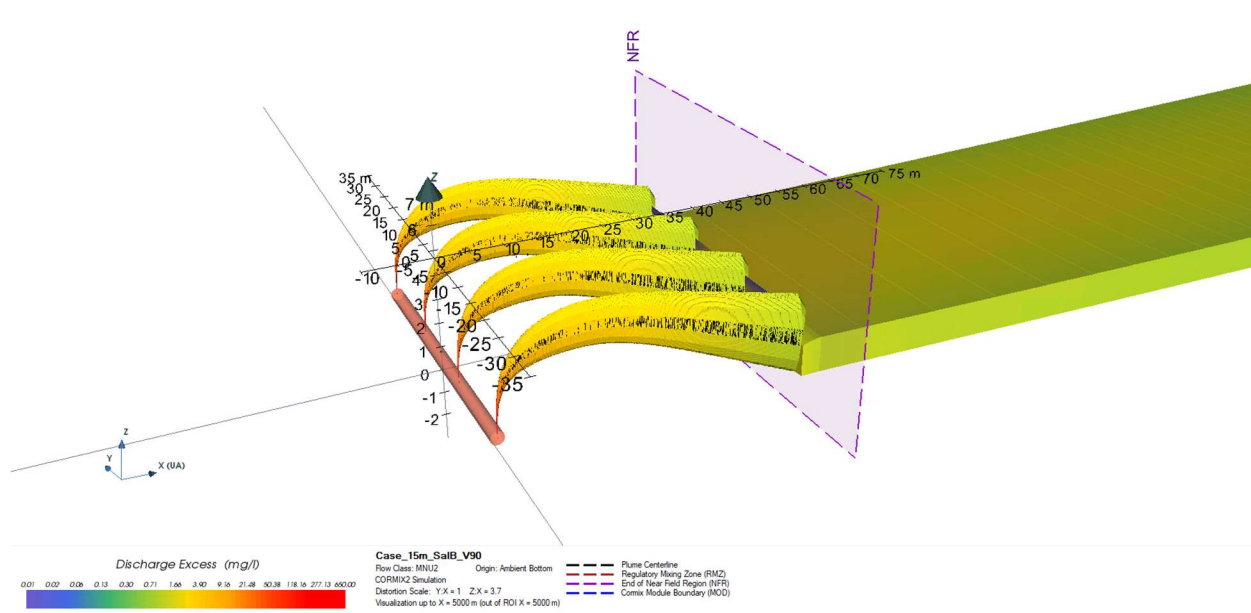 NFR
35 m
30
25
20
15
10
5
0
-5
-10
-15
-20
-25
-30
-35
Z
7
m
6
5
4
3
2
1
0
-1
-2
-10
-5
0
5
10
15
20
25
30
35
40
45
50
55
60
65
70
75 m
Z
Y
X (UA)
Discharge Excess (mg/l)
0.01 0.02 0.06 0.13 0.30 0.71 1.66 3.90 9.16 21.48 50.38 118.16 277.13 650.00
Case_15m_SalB_V90
Flow Class: MNU2 Origin: Ambient Bottom
CORMIX2 Simulation
Distortion Scale: Y:X = 1 Z:X = 3.7
Visualization up to X = 5000 m (out of ROI X = 5000 m)
Plume Centerline
Regulatory Mixing Zone (RMZ)
End of Near Field Region (NFR)
Cormix Module Boundary (MOD)